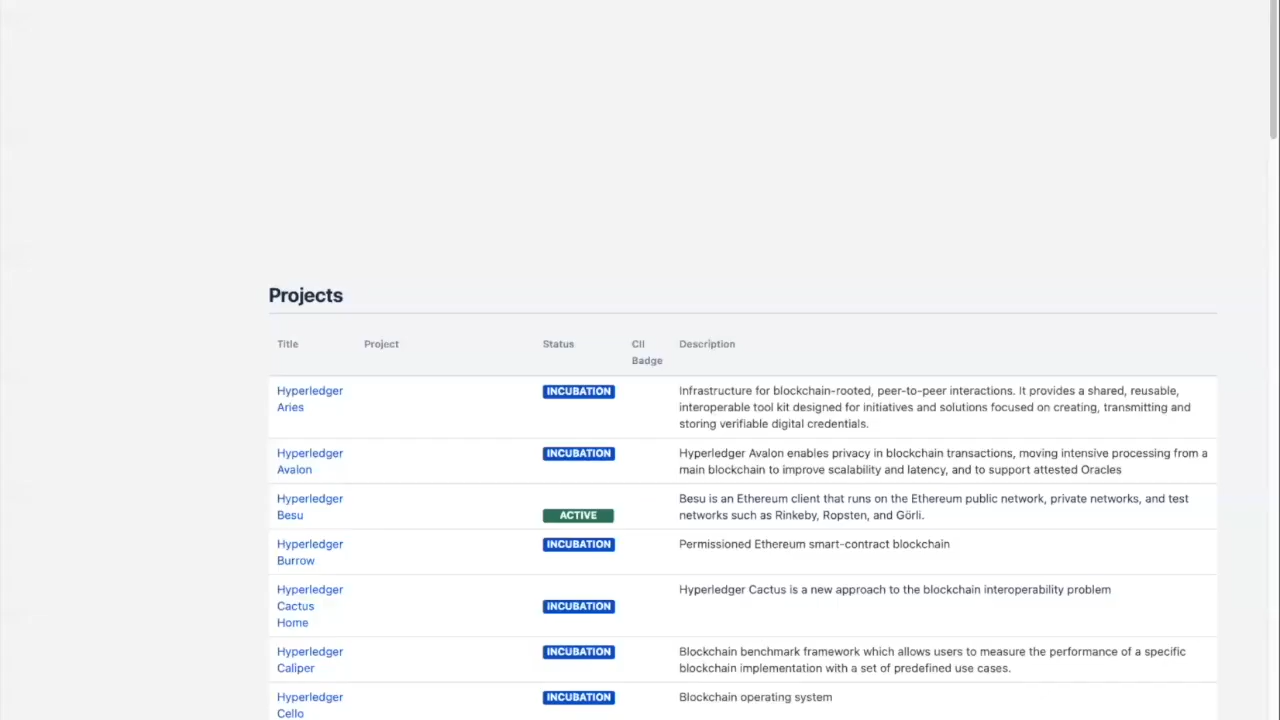 Projects
Title Project Status CII Badge Description
Hyperledger Aries INCUBATION Infrastructure for blockchain-rooted, peer-to-peer interactions. It provides a shared, reusable,
interoperable tool kit designed for initiatives and solutions focused on creating, transmitting and
storing verifiable digital credentials.
Hyperledger Avalon INCUBATION Hyperledger Avalon enables privacy in blockchain transactions, moving intensive processing from a
main blockchain to improve scalability and latency, and to support attested Oracles
Hyperledger Besu ACTIVE Besu is an Ethereum client that runs on the Ethereum public network, private networks, and test
networks such as Rinkeby, Ropsten, and Görli.
Hyperledger Burrow INCUBATION Permissioned Ethereum smart-contract blockchain
Hyperledger Cactus Home INCUBATION Hyperledger Cactus is a new approach to the blockchain interoperability problem
Hyperledger Caliper INCUBATION Blockchain benchmark framework which allows users to measure the performance of a specific
blockchain implementation with a set of predefined use cases.
Hyperledger Cello INCUBATION Blockchain operating system